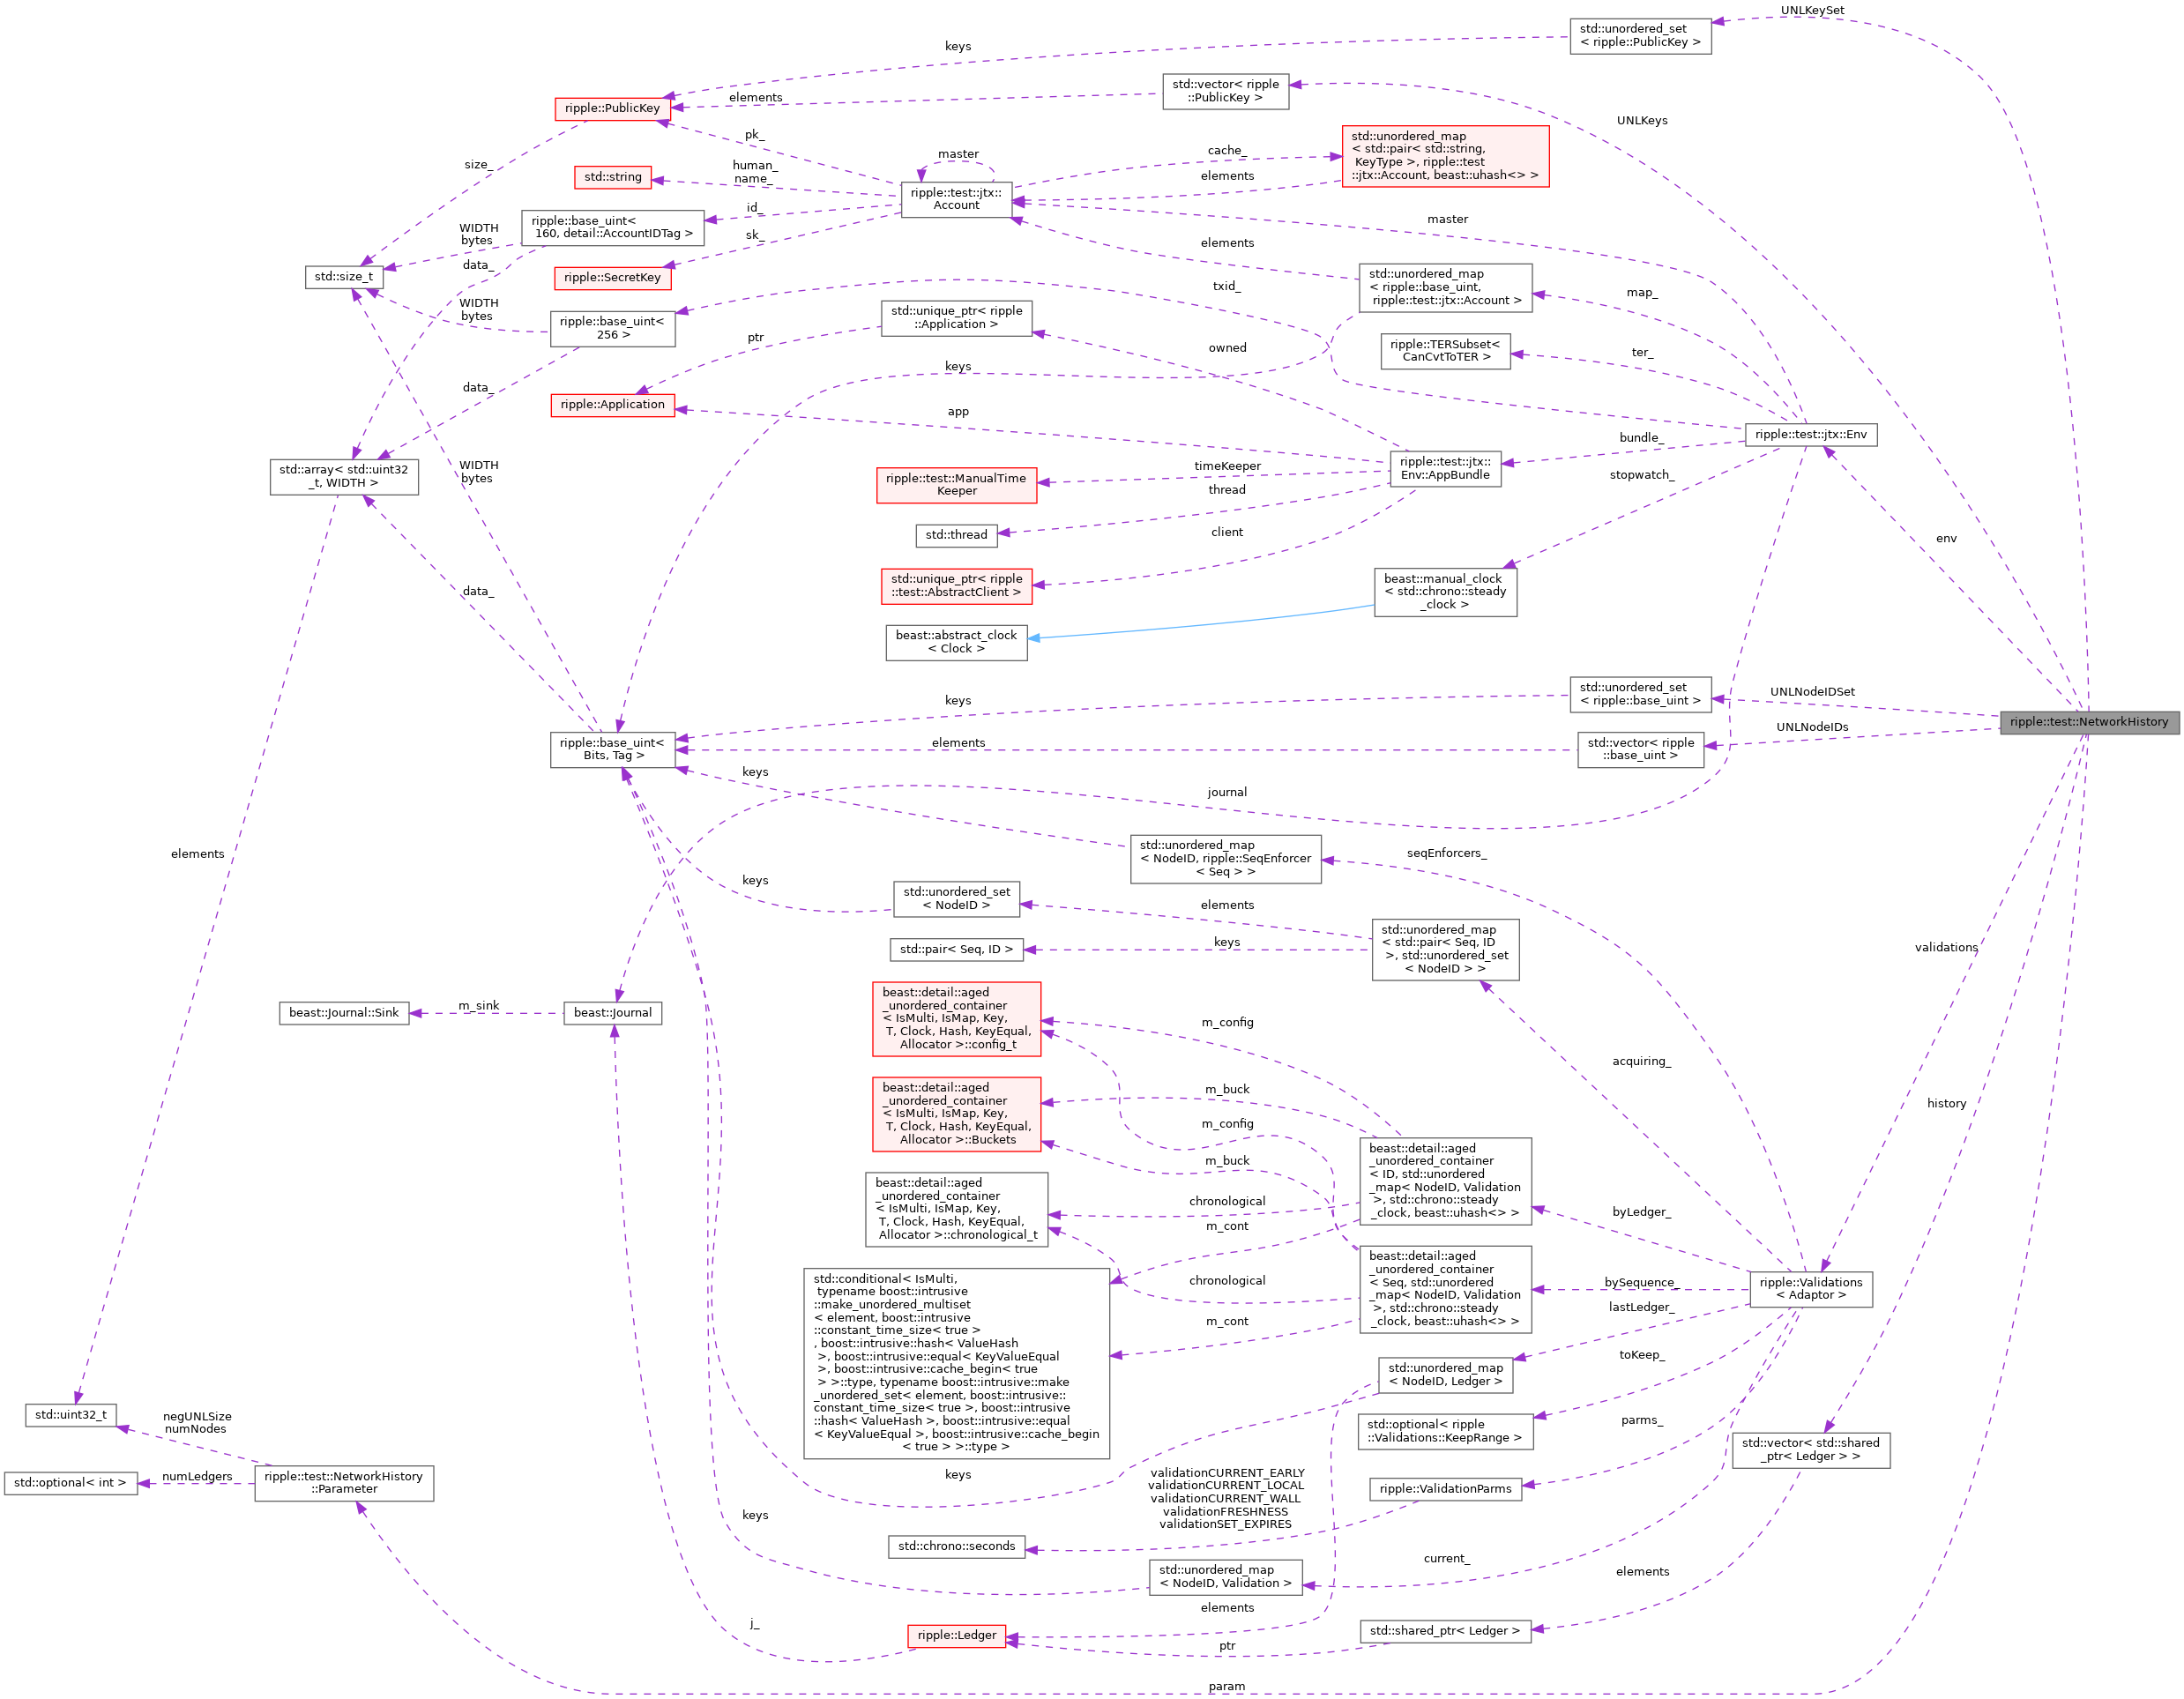 UNLKeySet
std::unordered_set
< ripple::PublicKey >
keys
std::vector< ripple
::PublicKey >
elements
ripple::PublicKey
UNLKeys
pk_
size_
std::string
human_
name_
master
ripple::test::jtx::
Account
cache_
elements
std::unordered_map
< std::pair< std::string,
KeyType >, ripple::test
::jtx::Account, beast::uhash<> >
master
ripple::base_uint<
160, detail::AccountIDTag >
id_
sk_
WIDTH
bytes
data_
elements
std::size_t
ripple::SecretKey
std::unordered_map
< ripple::base_uint,
ripple::test::jtx::Account >
map_
txid_
WIDTH
bytes
ripple::base_uint<
256 >
std::unique_ptr< ripple
::Application >
ptr
owned
ripple::TERSubset<
CanCvtToTER >
ter_
keys
data_
ripple::Application
app
ripple::test::jtx::Env
bundle_
std::array< std::uint32
_t, WIDTH >
WIDTH
bytes
ripple::test::ManualTime
Keeper
timeKeeper
ripple::test::jtx::
Env::AppBundle
stopwatch_
thread
std::thread
client
env
std::unique_ptr< ripple
::test::AbstractClient >
beast::manual_clock
< std::chrono::steady
_clock >
data_
beast::abstract_clock
< Clock >
std::unordered_set
< ripple::base_uint >
UNLNodeIDSet
keys
ripple::test::NetworkHistory
UNLNodeIDs
ripple::base_uint<
Bits, Tag >
elements
std::vector< ripple
::base_uint >
keys
journal
std::unordered_map
< NodeID, ripple::SeqEnforcer
< Seq > >
seqEnforcers_
elements
keys
std::unordered_set
< NodeID >
elements
std::pair< Seq, ID >
keys
std::unordered_map
< std::pair< Seq, ID
>, std::unordered_set
< NodeID > >
validations
beast::Journal::Sink
m_sink
beast::Journal
beast::detail::aged
_unordered_container
< IsMulti, IsMap, Key,
T, Clock, Hash, KeyEqual,
Allocator >::config_t
m_config
acquiring_
history
beast::detail::aged
_unordered_container
< IsMulti, IsMap, Key,
T, Clock, Hash, KeyEqual,
Allocator >::Buckets
m_buck
m_config
m_buck
beast::detail::aged
_unordered_container
< ID, std::unordered
_map< NodeID, Validation
>, std::chrono::steady
_clock, beast::uhash<> >
beast::detail::aged
_unordered_container
< IsMulti, IsMap, Key,
T, Clock, Hash, KeyEqual,
Allocator >::chronological_t
chronological
m_cont
byLedger_
beast::detail::aged
_unordered_container
< Seq, std::unordered
_map< NodeID, Validation
>, std::chrono::steady
_clock, beast::uhash<> >
chronological
m_cont
bySequence_
ripple::Validations
< Adaptor >
lastLedger_
std::conditional< IsMulti,
typename boost::intrusive
::make_unordered_multiset
< element, boost::intrusive
::constant_time_size< true >
, boost::intrusive::hash< ValueHash
>, boost::intrusive::equal< KeyValueEqual
>, boost::intrusive::cache_begin< true
> >::type, typename boost::intrusive::make
_unordered_set< element, boost::intrusive::
constant_time_size< true >, boost::intrusive
::hash< ValueHash >, boost::intrusive::equal
< KeyValueEqual >, boost::intrusive::cache_begin
< true > >::type >
toKeep_
std::unordered_map
< NodeID, Ledger >
std::uint32_t
negUNLSize
numNodes
std::optional< ripple
::Validations::KeepRange >
parms_
std::vector< std::shared
_ptr< Ledger > >
std::optional< int >
numLedgers
ripple::test::NetworkHistory
::Parameter
keys
validationCURRENT_EARLY
validationCURRENT_LOCAL
validationCURRENT_WALL
validationFRESHNESS
validationSET_EXPIRES
ripple::ValidationParms
keys
std::chrono::seconds
current_
std::unordered_map
< NodeID, Validation >
elements
elements
j_
ripple::Ledger
std::shared_ptr< Ledger >
ptr
param